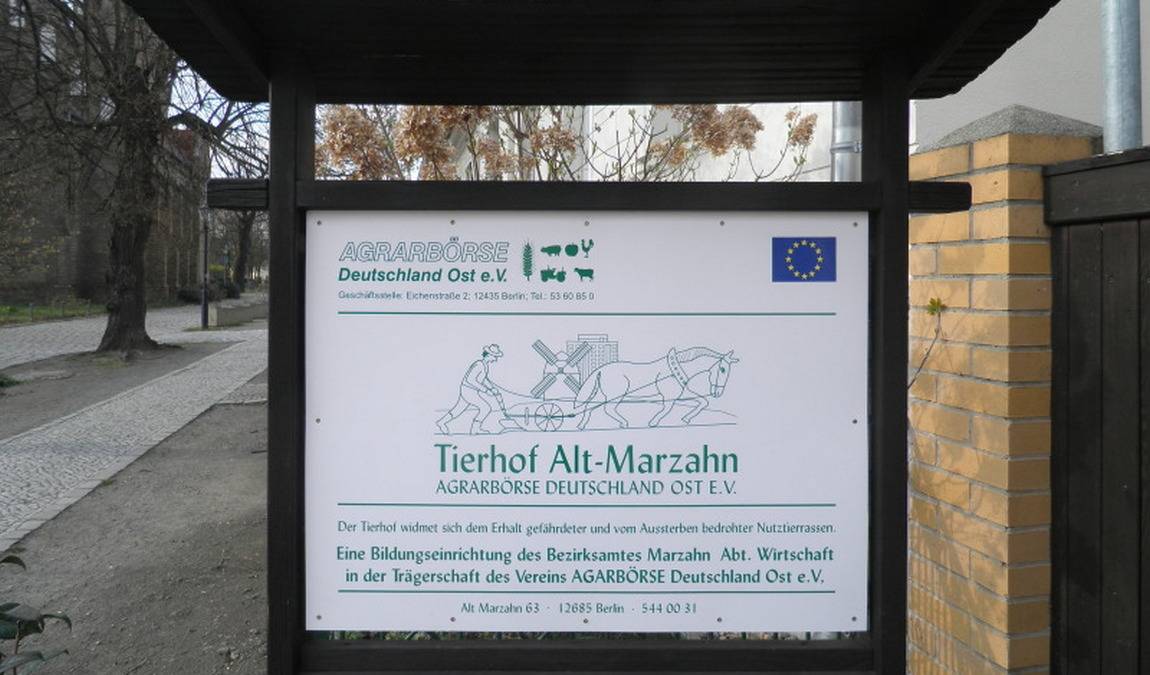 AGRARBÖRSE
Deutschland Ost e.V.
Geschäftsstelle: Eichenstraße 2; 12435 Berlin; Tel.: 53 60 85 0
Tierhof Alt-Marzahn
AGRARBÖRSE DEUTSCHLAND OST E.V.
Der Tierhof widmet sich dem Erhalt gefährdeter und vom Aussterben bedrohter Nutztierrassen.
Eine Bildungseinrichtung des Bezirksamtes Marzahn Abt. Wirtschaft
in der Trägerschaft des Vereins AGARBÖRSE Deutschland Ost e.V,
Alt Marzahn 63 · 12685 Berlin · 544 00 31